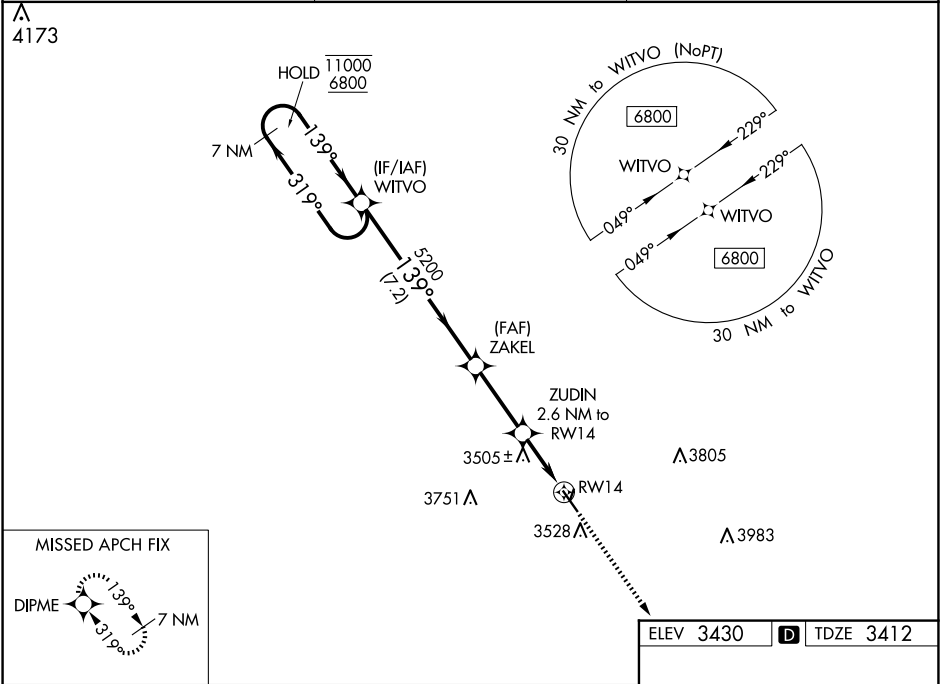 4173
HOLD 11000
6800
7 NM
139°
319°
(IF/IAF)
WITVO
5200
139°
(7.2)
(FAF)
ZAKEL
ZUDIN
2.6 NM to
RW14
3505±
RW14
3751
3528
3805
3983
30 NM to WITVO (NoPT)
6800
229°
WITVO
049°
229°
WITVO
049°
6800
30 NM to WITVO
MISSED APCH FIX
DIPME
139°
7 NM
319°
ELEV 3430 D TDZE 3412